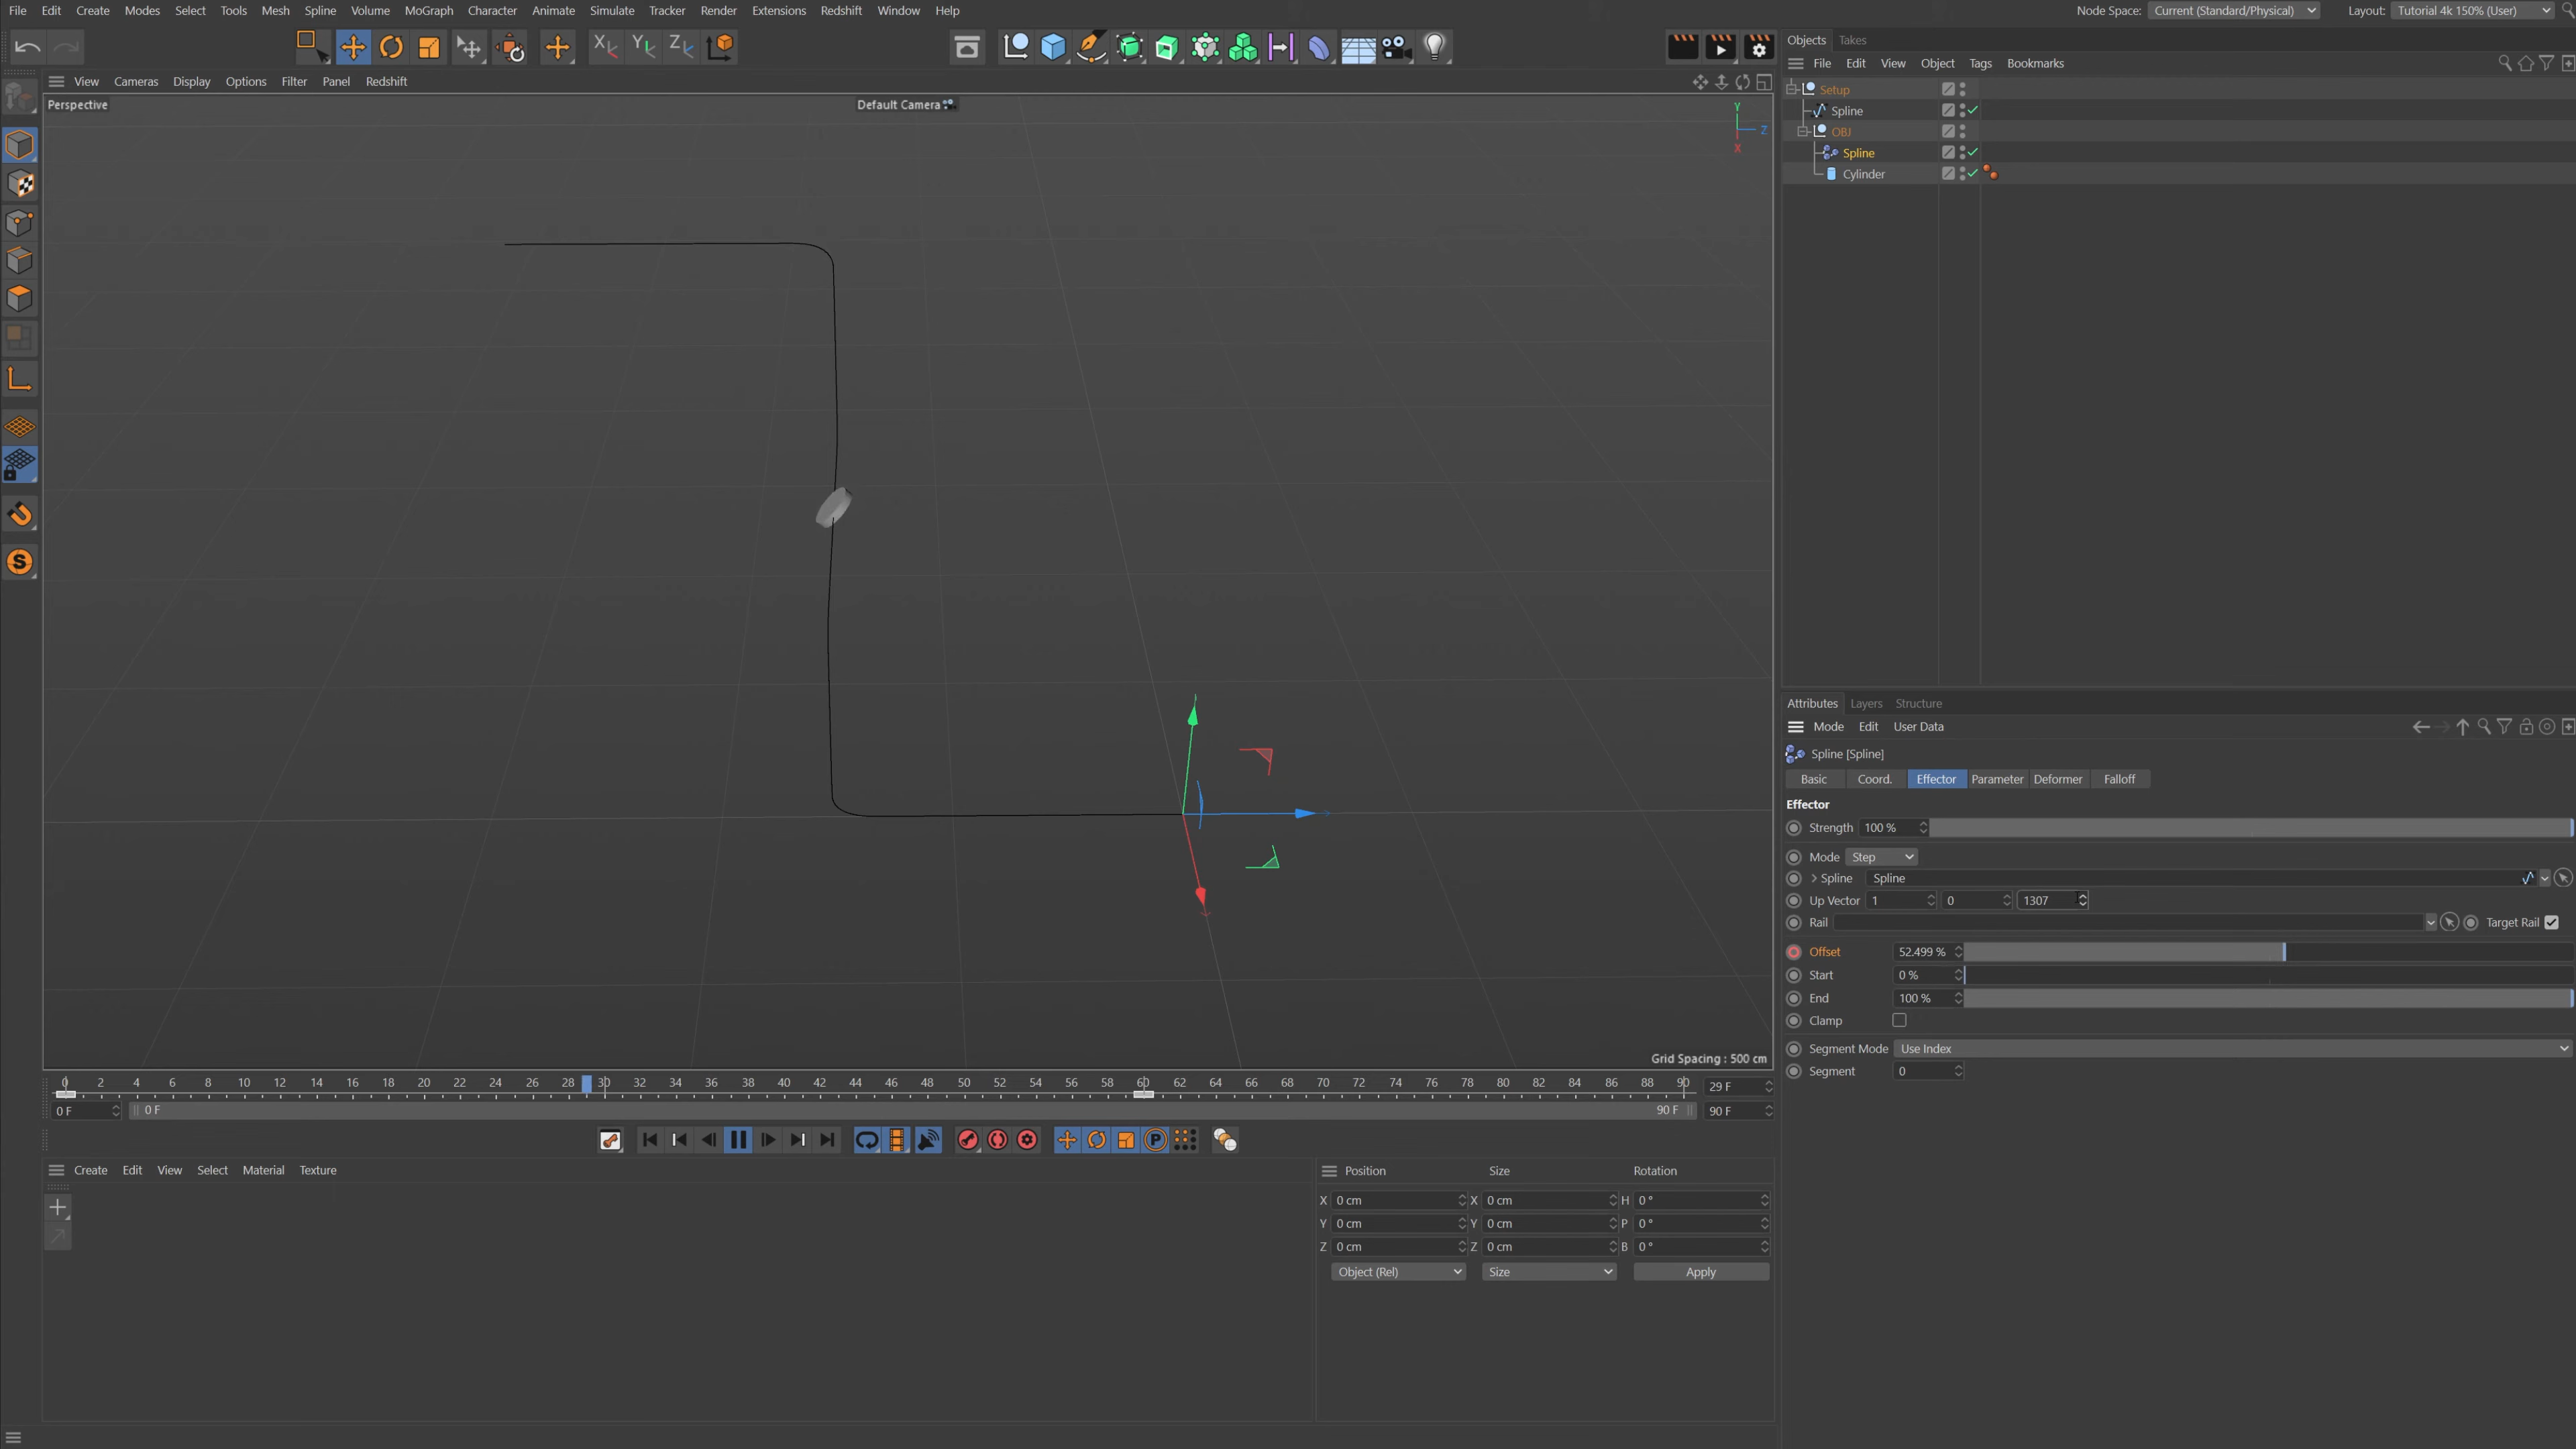 File Edit Create Modes Select Tools Mesh Spline Volume MoGraph Character Animate Simulate Tracker Render Extensions Redshift Window Help
Node Space: Current (Standard/Physical) Layout: Tutorial 4k 150% (User)
Objects Takes
File Edit View Object Tags Bookmarks
View Cameras Display Options Filter Panel Redshift
Perspective
Default Camera
Y
Z
X
Setup
Spline
OBJ
Spline
Cylinder
Grid Spacing : 500 cm
Attributes Layers Structure
Mode Edit User Data
Spline [Spline]
Basic Coord. Effector Parameter Deformer Falloff
Effector
Strength 100 %
Mode Step
Spline Spline
Up Vector 1 0 1307
Rail Target Rail
Offset 52.499 %
Start 0 %
End 100 %
Clamp
Segment Mode Use Index
Segment 0
0 2 4 6 8 10 12 14 16 18 20 22 24 26 28 30 32 34 36 38 40 42 44 46 48 50 52 54 56 58 60 62 64 66 68 70 72 74 76 78 80 82 84 86 88 90 29 F
0 F 0 F 90 F 90 F
Create Edit View Select Material Texture
Position Size Rotation
X 0 cm X 0 cm H 0 °
Y 0 cm Y 0 cm P 0 °
Z 0 cm Z 0 cm B 0 °
Object (Rel) Size Apply